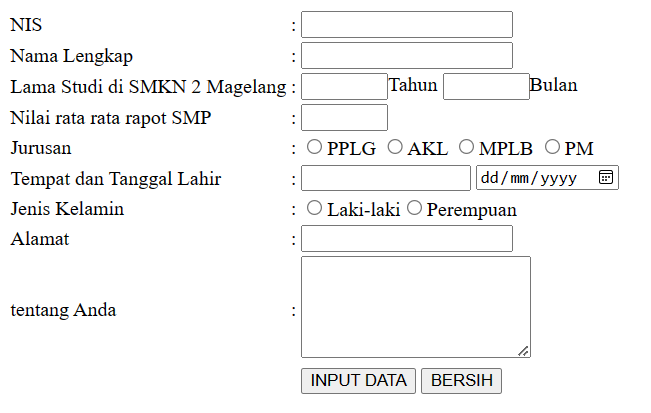 NIS :
Nama Lengkap :
Lama Studi di SMKN 2 Magelang : Tahun Bulan
Nilai rata rata rapot SMP :
Jurusan : PPLG AKL MPLB PM
Tempat dan Tanggal Lahir : dd/mm/yyyy
Jenis Kelamin : Laki-laki Perempuan
Alamat :
tentang Anda :
INPUT DATA BERSIH